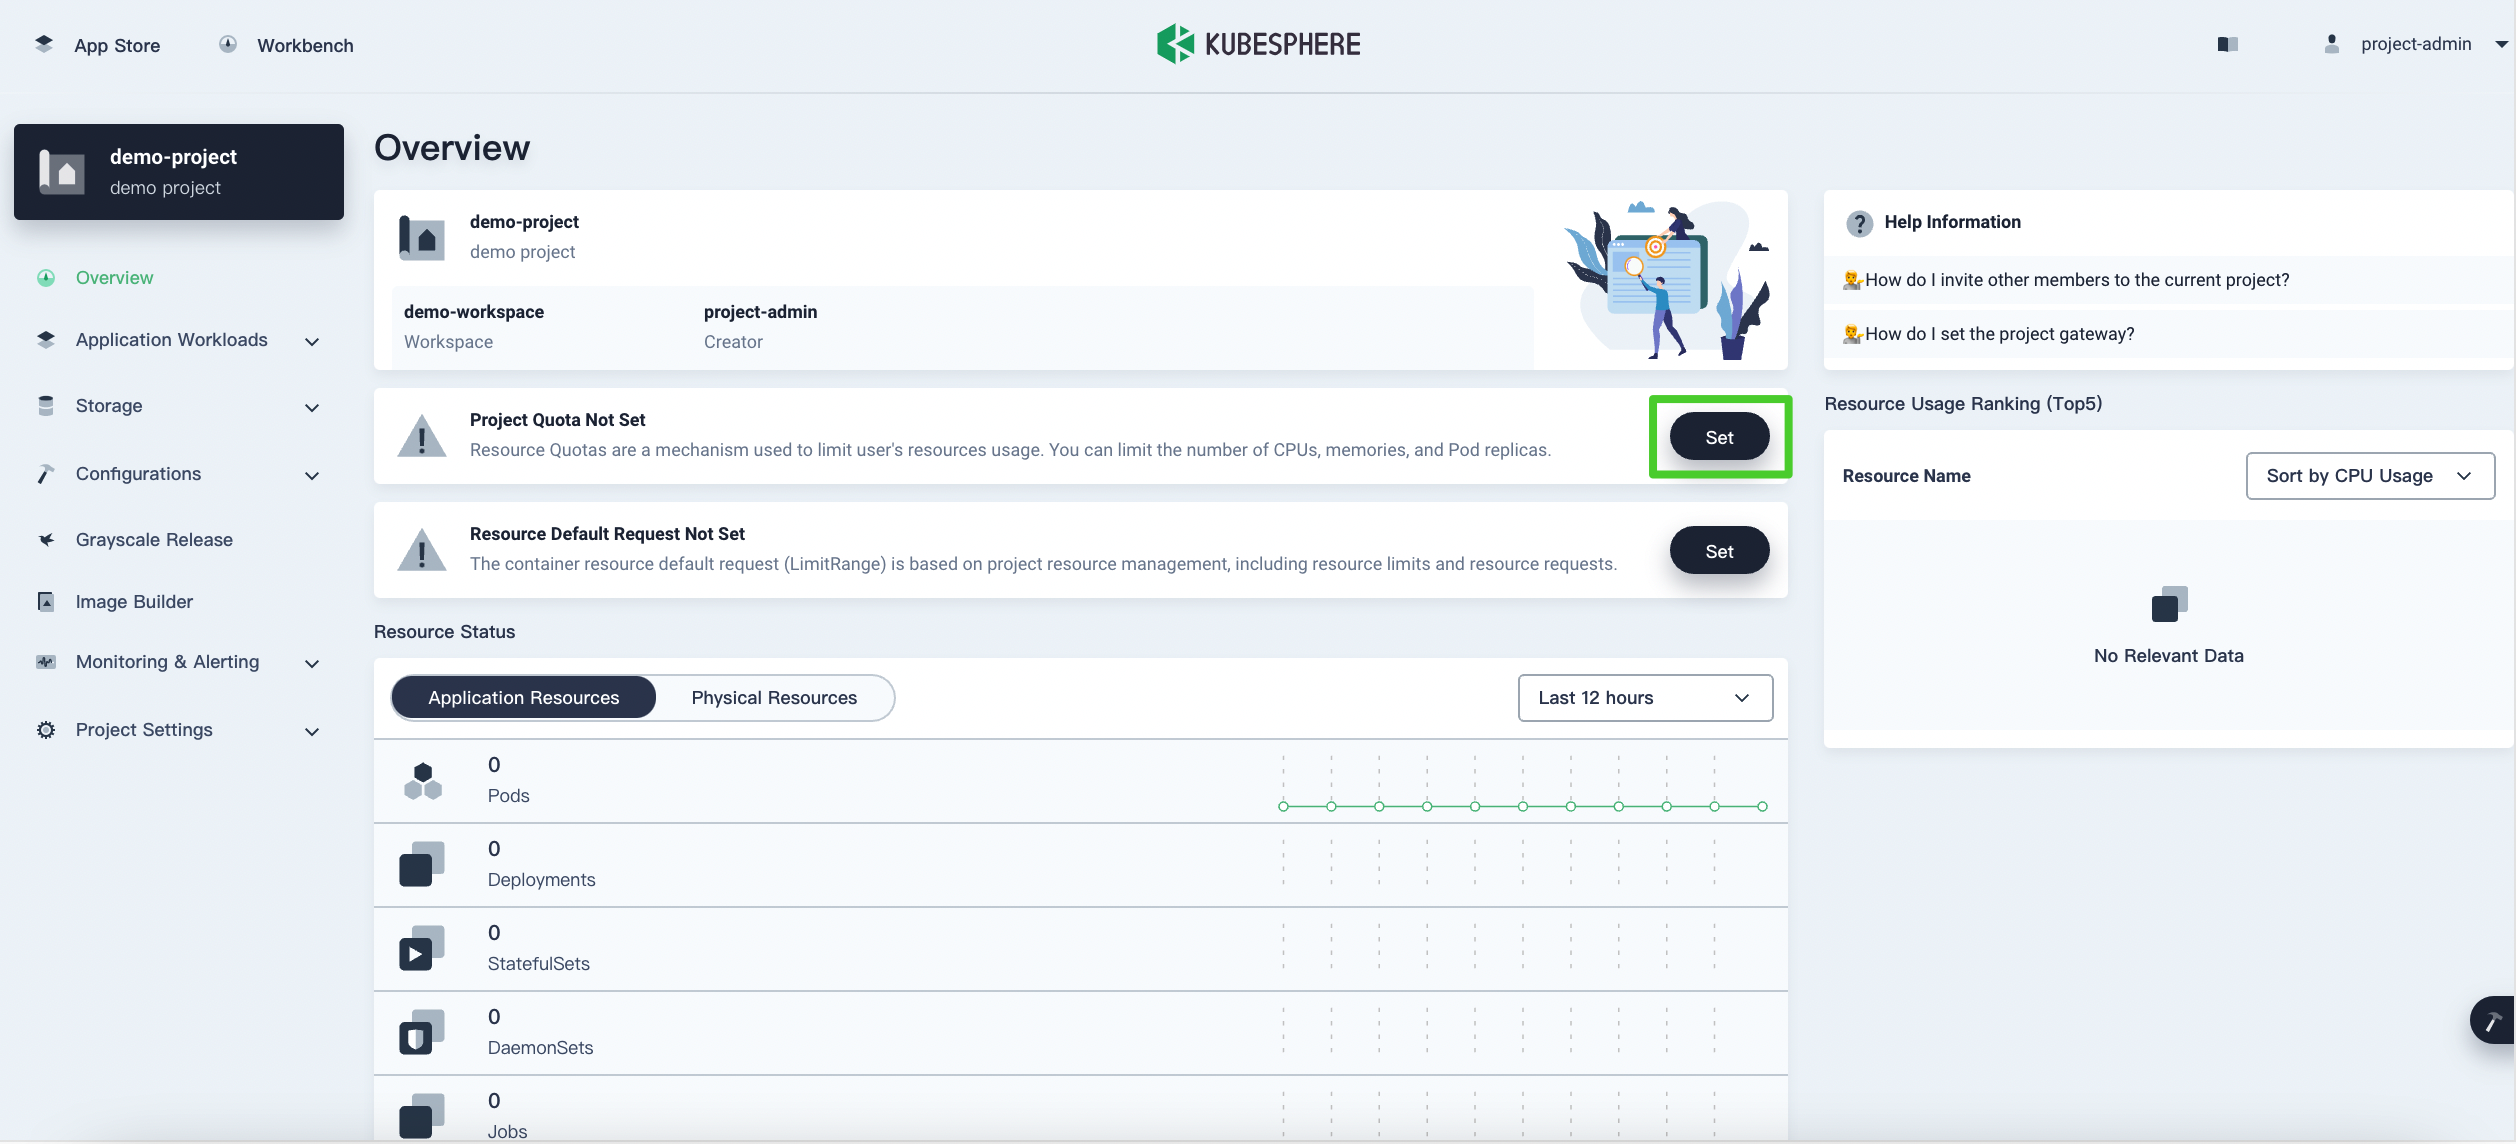 App Store
Workbench
KUBESPHERE
project-admin
demo-project
demo project
Overview
Application Workloads
Storage
Configurations
Grayscale Release
Image Builder
Monitoring & Alerting
Project Settings
Overview
demo-project
demo project
demo-workspace
Workspace
project-admin
Creator
Project Quota Not Set
Resource Quotas are a mechanism used to limit user's resources usage. You can limit the number of CPUs, memories, and Pod replicas.
Set
Resource Default Request Not Set
The container resource default request (LimitRange) is based on project resource management, including resource limits and resource requests.
Set
Resource Status
Application Resources
Physical Resources
Last 12 hours
0
Pods
0
Deployments
0
StatefulSets
0
DaemonSets
0
Jobs
Help Information
How do I invite other members to the current project?
How do I set the project gateway?
Resource Usage Ranking (Top5)
Resource Name
Sort by CPU Usage
No Relevant Data